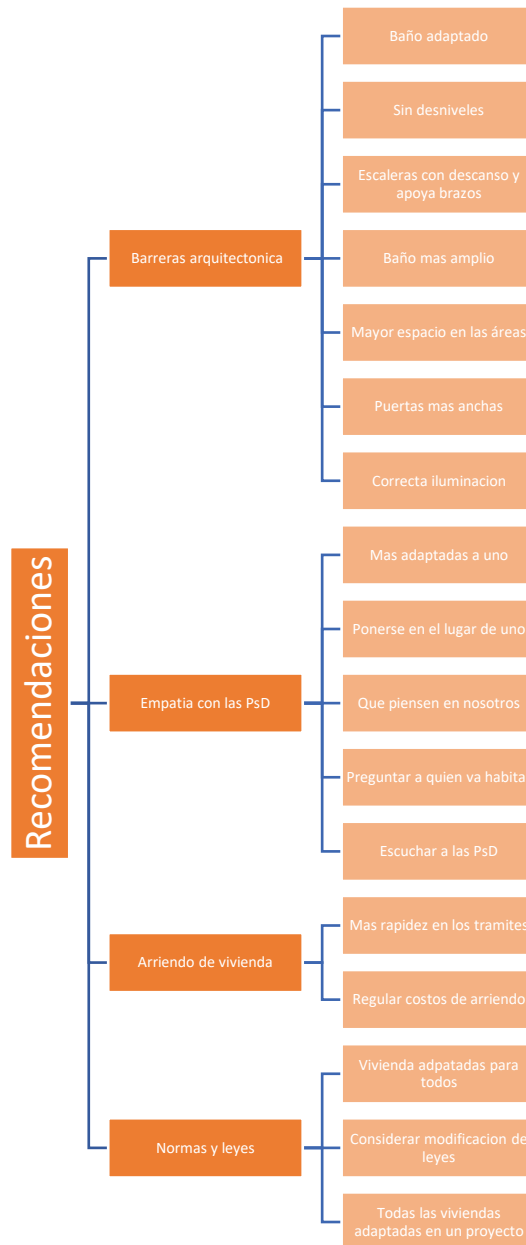 Recomendaciones
Barreras arquitectonica
Baño adaptado
Sin desniveles
Escaleras con descanso y
apoya brazos
Baño mas amplio
Mayor espacio en las áreas
Puertas mas anchas
Correcta iluminacion
Empatia con las PsD
Mas adaptadas a uno
Ponerse en el lugar de uno
Que piensen en nosotros
Preguntar a quien va habita
Escuchar a las PsD
Arriendo de vivienda
Mas rapidez en los tramites
Regular costos de arriendo
Normas y leyes
Vivienda adpatadas para
todos
Considerar modificacion de
leyes
Todas las viviendas
adaptadas en un proyecto